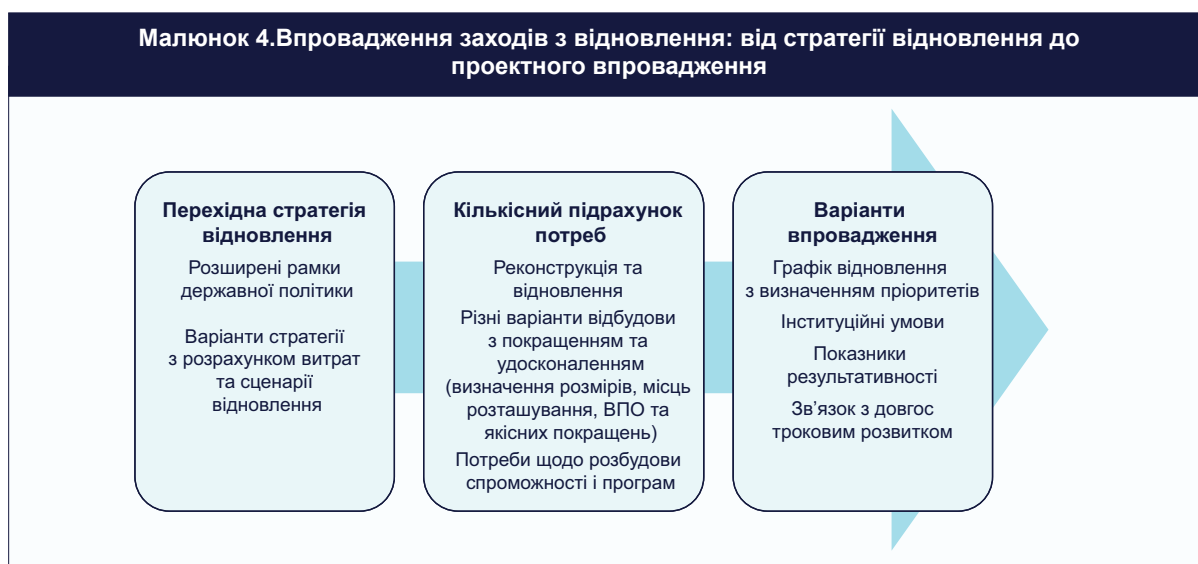 Малюнок 4.Впровадження заходів з відновлення: від стратегії відновлення до
проектного впровадження
Перехідна стратегія
відновлення
Розширені рамки
державної політики
Варіанти стратегії
з розрахунком витрат
та сценарії
відновлення
Кількісний підрахунок
потреб
Реконструкція та
відновлення
Різні варіанти відбудови
з покращенням та
удосконаленням
(визначення розмірів, місць
розташування, ВПО та
якісних покращень)
Потреби щодо розбудови
спроможності і програм
Варіанти
впровадження
Графік відновлення
з визначенням пріоритетів
Інституційні умови
Показники
результативності
Зв’язок з довгос
троковим розвитком